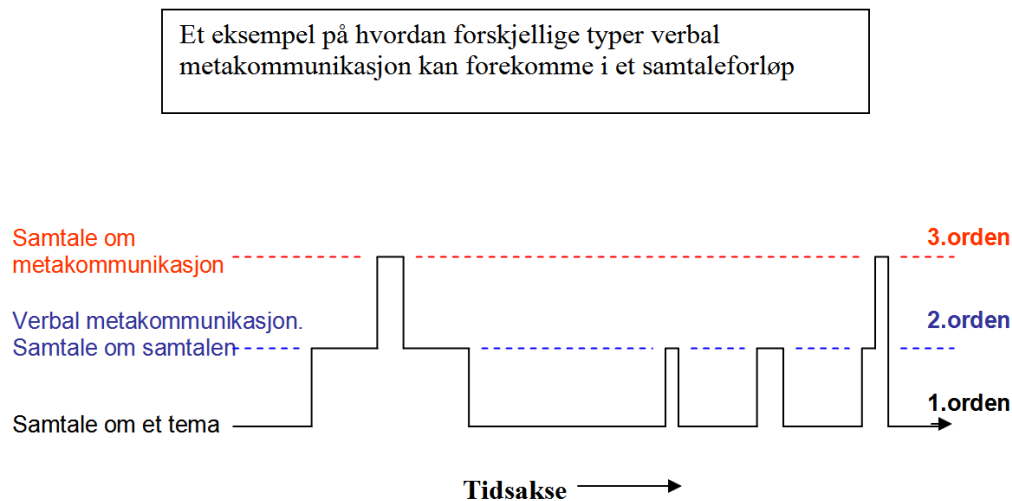 Et eksempel på hvordan forskjellige typer verbal
metakommunikasjon kan forekomme i et samtaleforløp
Samtale om
metakommunikasjon
3.orden
Verbal metakommunikasjon.
Samtale om samtalen
2.orden
Samtale om et tema
1.orden
Tidsakse